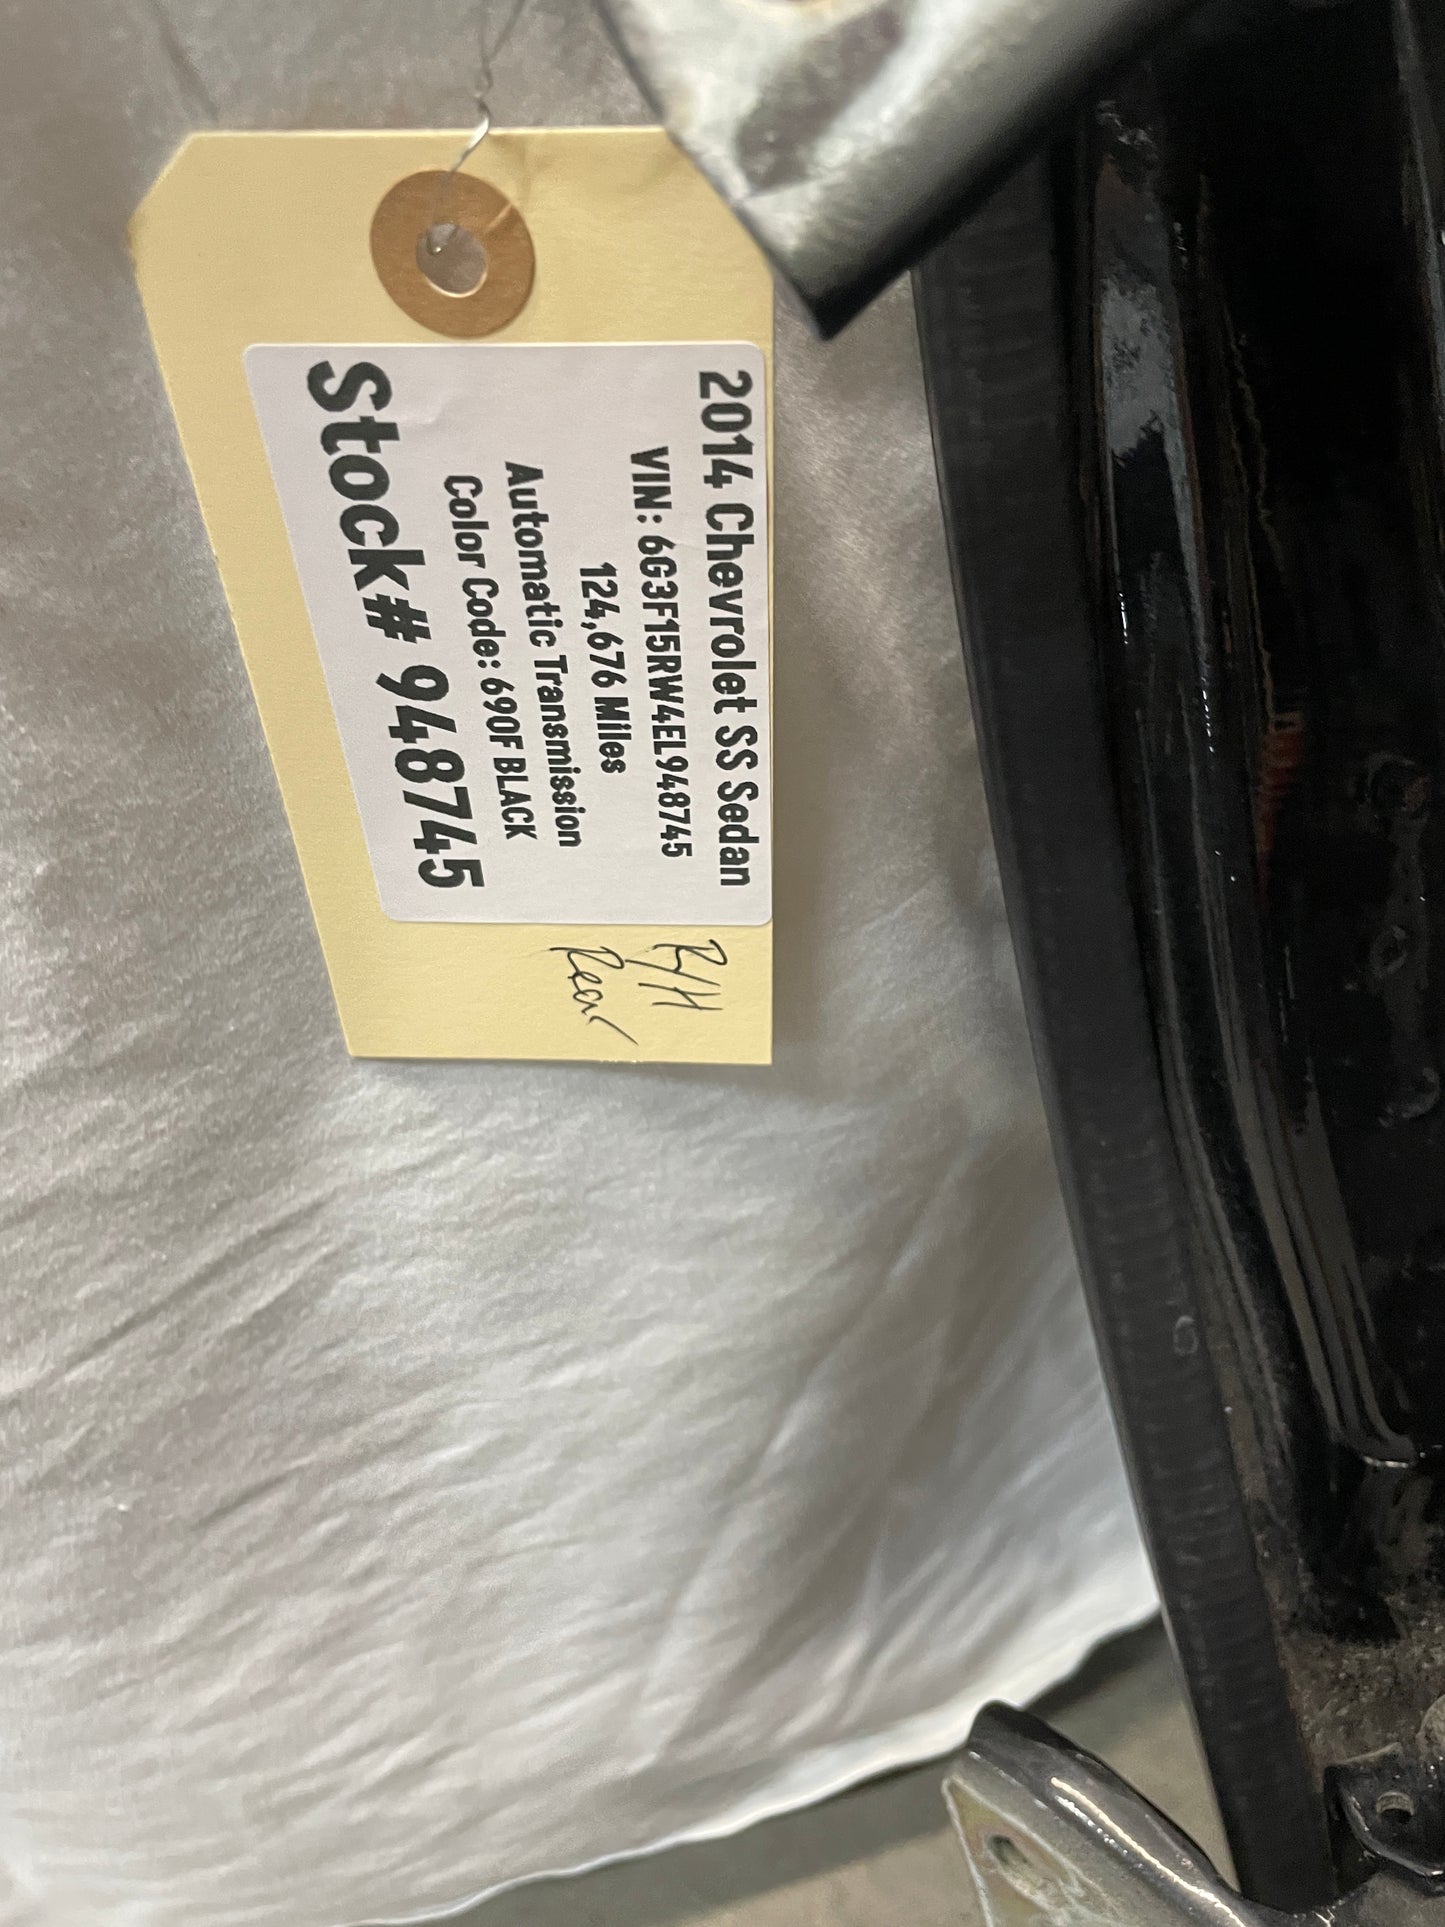 2014 Chevrolet SS Sedan
VIN: 6G3F15RW4EL948745
124,676 Miles
Automatic Transmission
Color Code: 690F BLACK
Stock# 948745
R/H
Rear